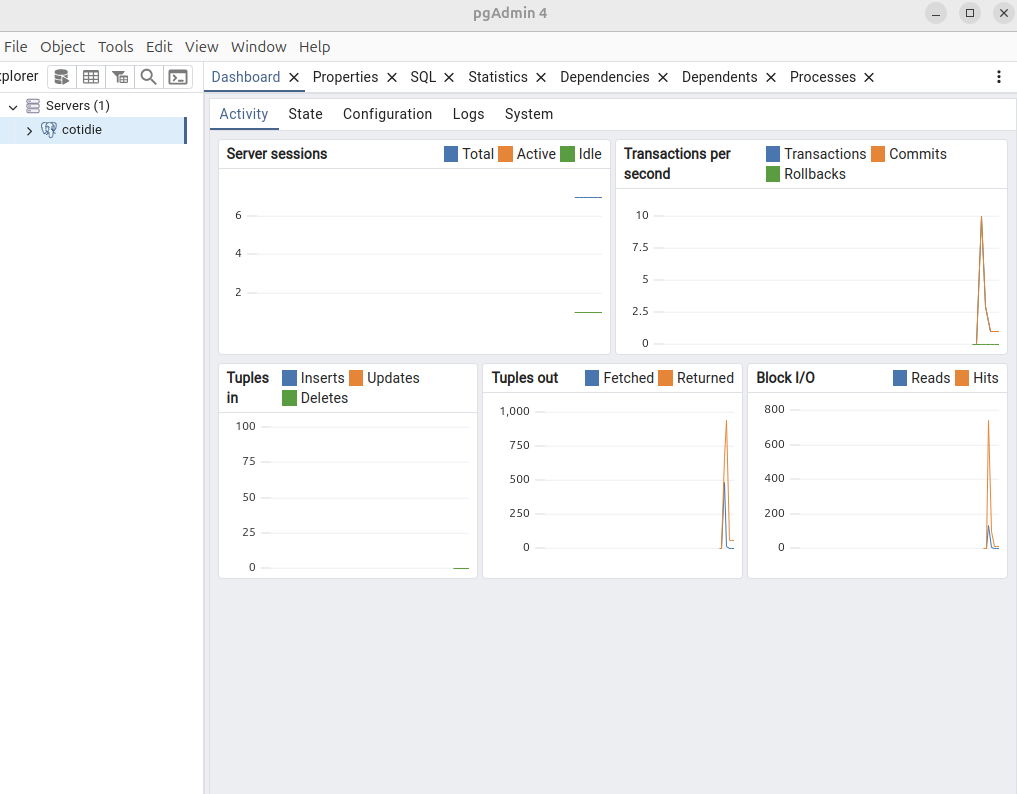 pgAdmin 4
File Object Tools Edit View Window Help
plorer
Dashboard Properties SQL Statistics Dependencies Dependents Processes
Servers (1)
cotidie
Activity State Configuration Logs System
Server sessions Total Active Idle
6
4
2
Transactions per second Transactions Commits Rollbacks
10
7.5
5
2.5
0
Tuples in Inserts Updates Deletes
100
75
50
25
0
Tuples out Fetched Returned
1,000
750
500
250
0
Block I/O Reads Hits
800
600
400
200
0